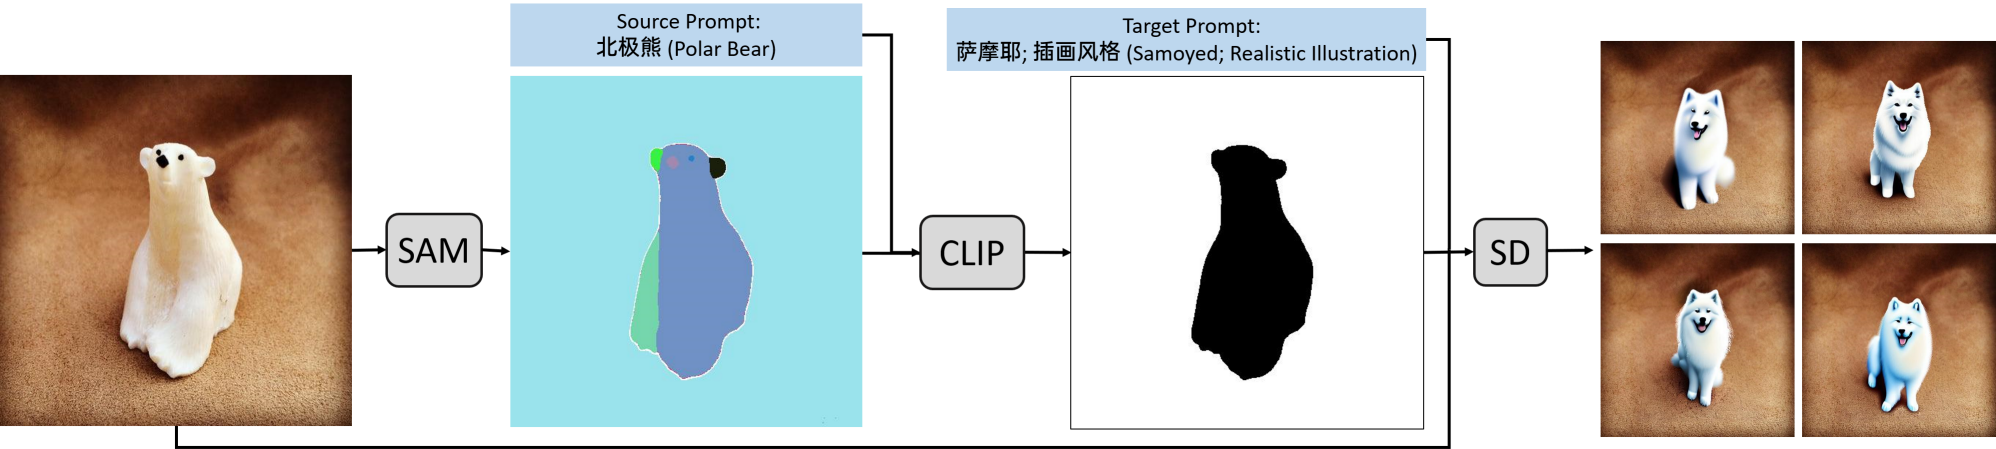 Source Prompt:
北极熊 (Polar Bear)
Target Prompt:
萨摩耶; 插画风格 (Samoyed; Realistic Illustration)
SAM
CLIP
SD